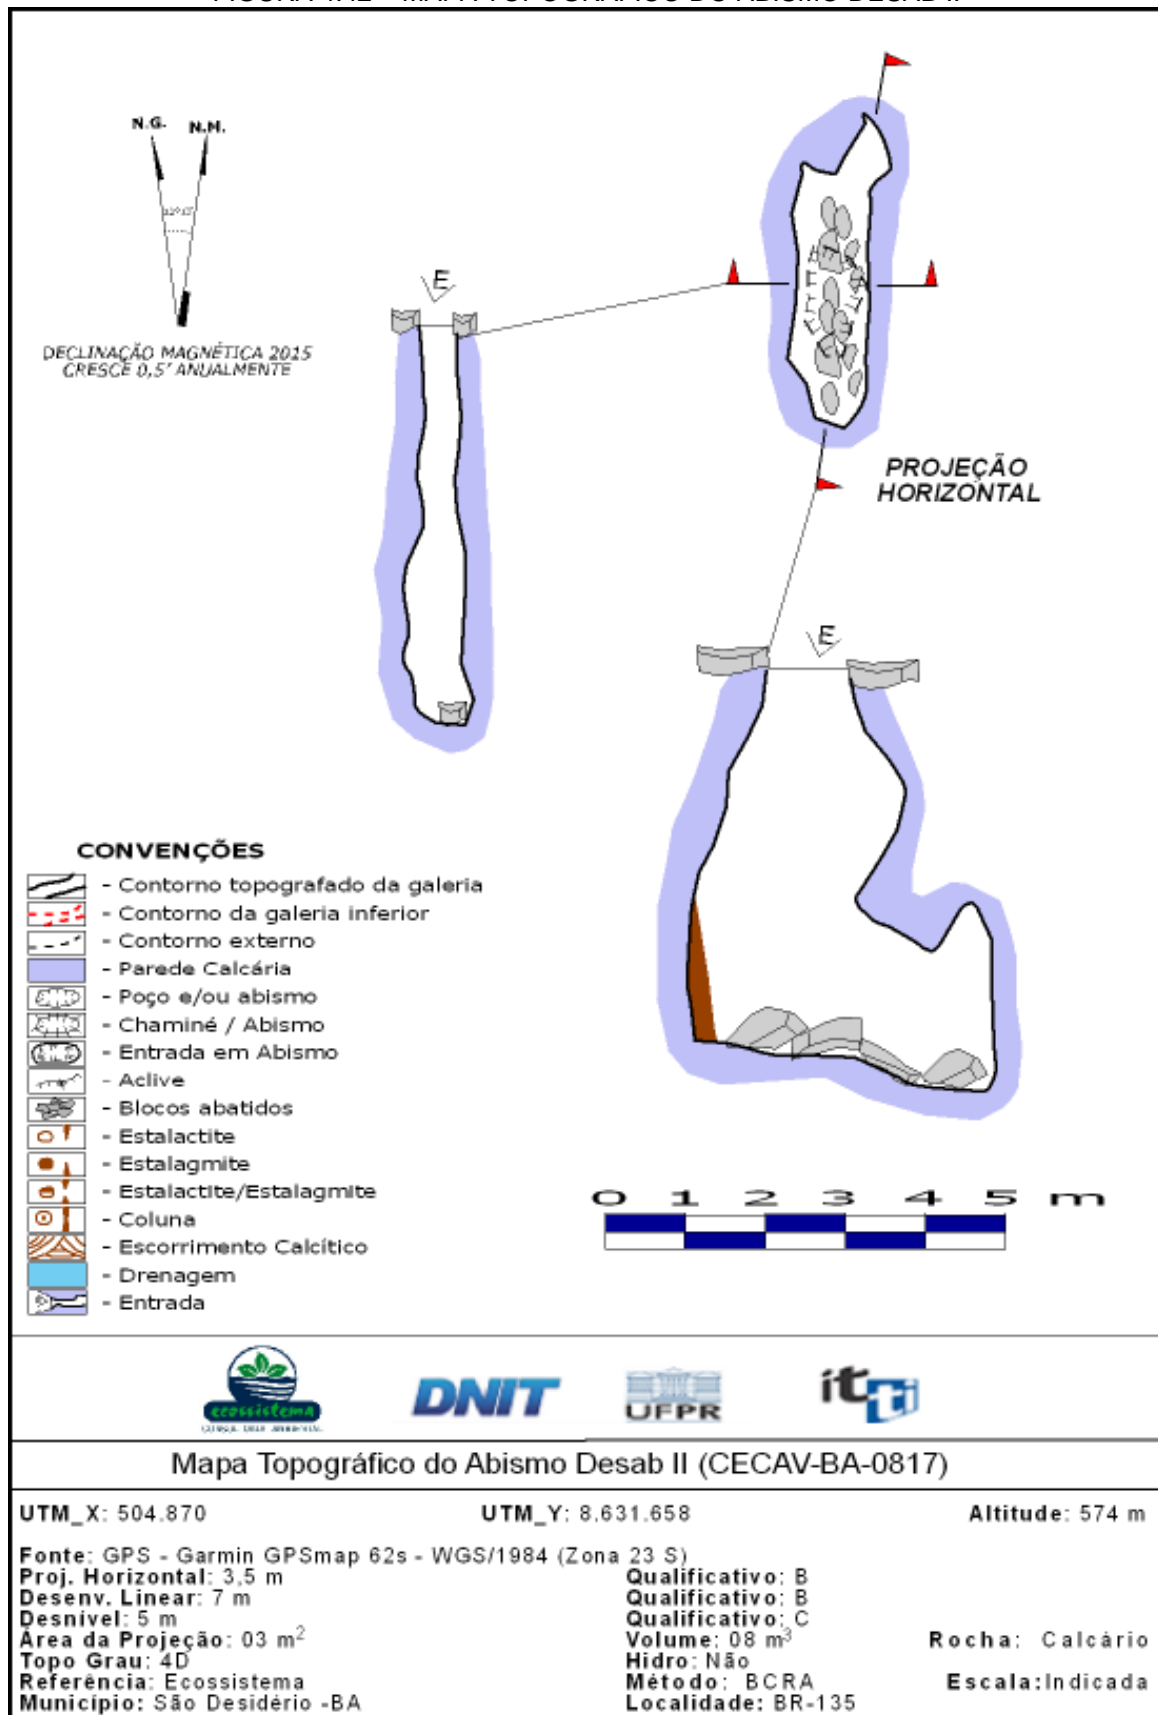 N.G. N.M.
DECLINAÇÃO MAGNÉTICA 2015
CRESCE 0,5' ANUALMENTE
E
PROJEÇÃO
HORIZONTAL
E
CONVENÇÕES
- Contorno topografado da galeria
- Contorno da galeria inferior
- Contorno externo
- Parede Calcária
- Poço e/ou abismo
- Chaminé / Abismo
- Entrada em Abismo
- Aclive
- Blocos abatidos
- Estalactite
- Estalagmite
- Estalactite/Estalagmite
- Coluna
- Escorrimento Calcítico
- Drenagem
- Entrada
0 1 2 3 4 5 m
ecossistema
DNIT
UFPR
itti
Mapa Topográfico do Abismo Desab II (CECAV-BA-0817)
UTM_X: 504.870 UTM_Y: 8.631.658 Altitude: 574 m
Fonte: GPS - Garmin GPSmap 62s - WGS/1984 (Zona 23 S)
Proj. Horizontal: 3,5 m Qualificativo: B
Desenv. Linear: 7 m Qualificativo: B
Desnível: 5 m Qualificativo: C
Área da Projeção: 03 m² Volume: 08 m³ Rocha: Calcário
Topo Grau: 4D Hidro: Não
Referência: Ecossistema Método: BCRA Escala:Indicada
Município: São Desidério -BA Localidade: BR-135